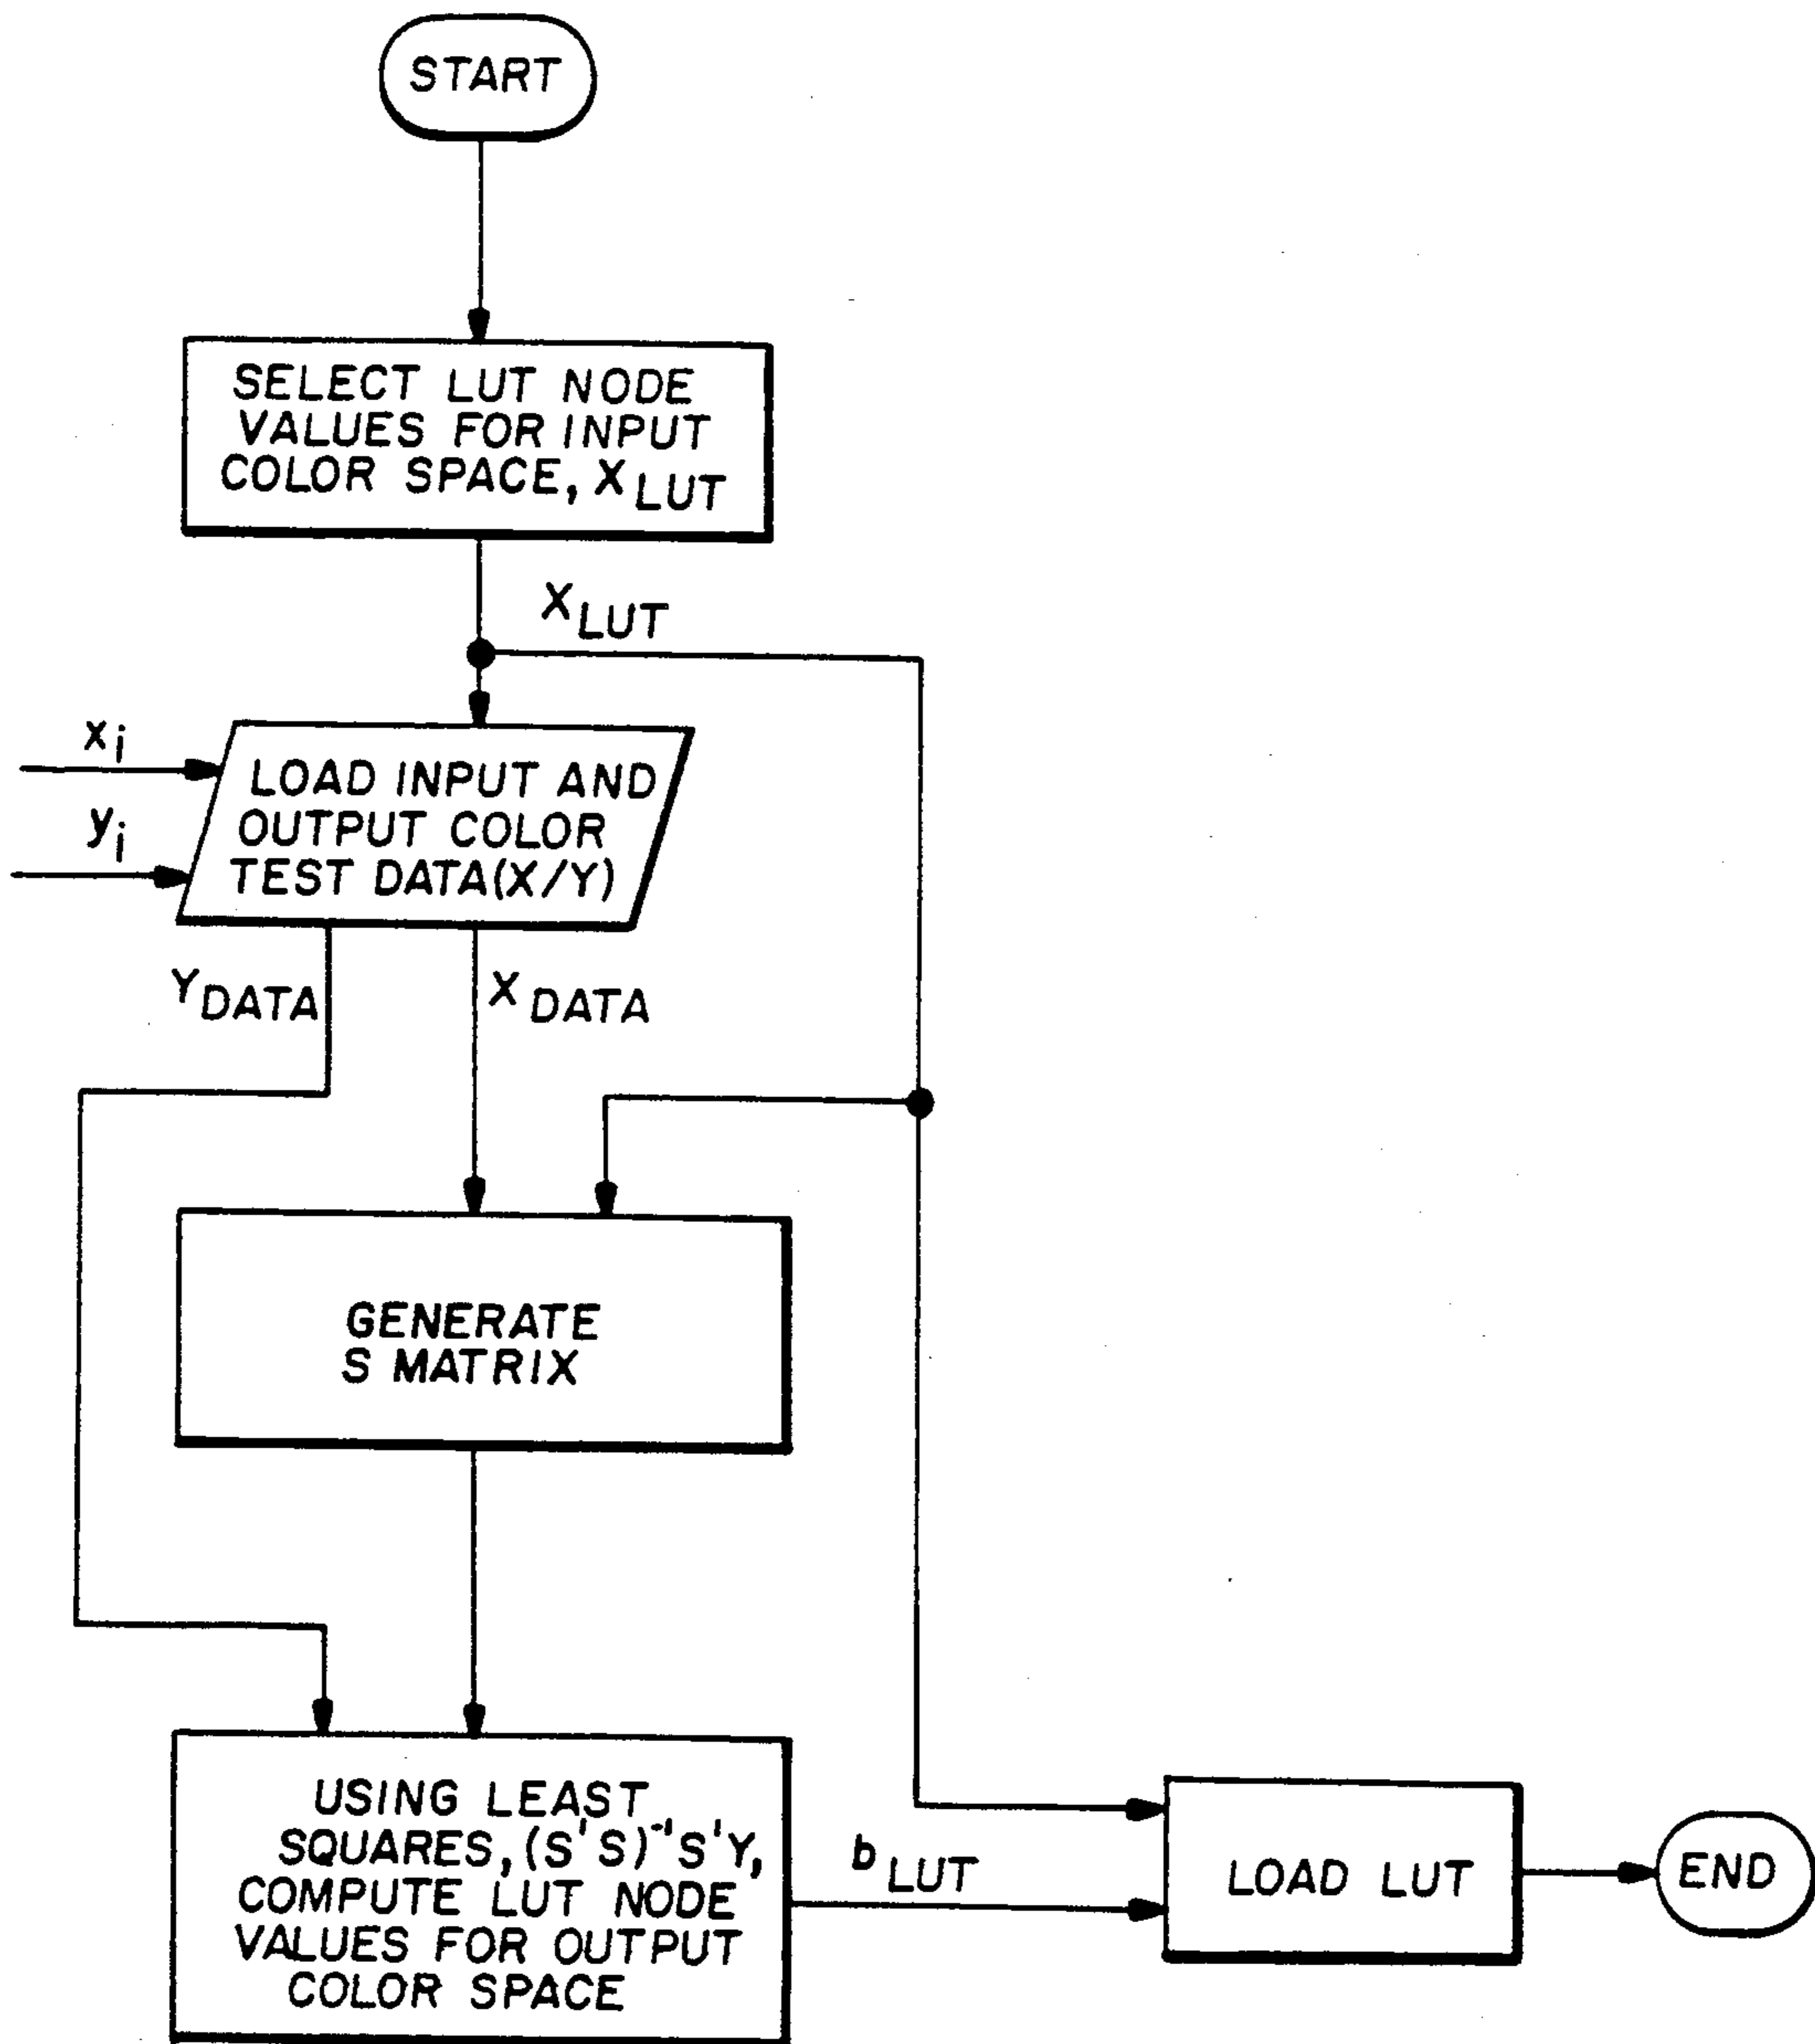 START
SELECT LUT NODE
VALUES FOR INPUT
COLOR SPACE, X LUT
X LUT
x i
y i
LOAD INPUT AND
OUTPUT COLOR
TEST DATA(X/Y)
Y DATA
X DATA
GENERATE
S MATRIX
USING LEAST
SQUARES, (S'S)⁻¹S'Y,
COMPUTE LUT NODE
VALUES FOR OUTPUT
COLOR SPACE
b LUT
LOAD LUT
END